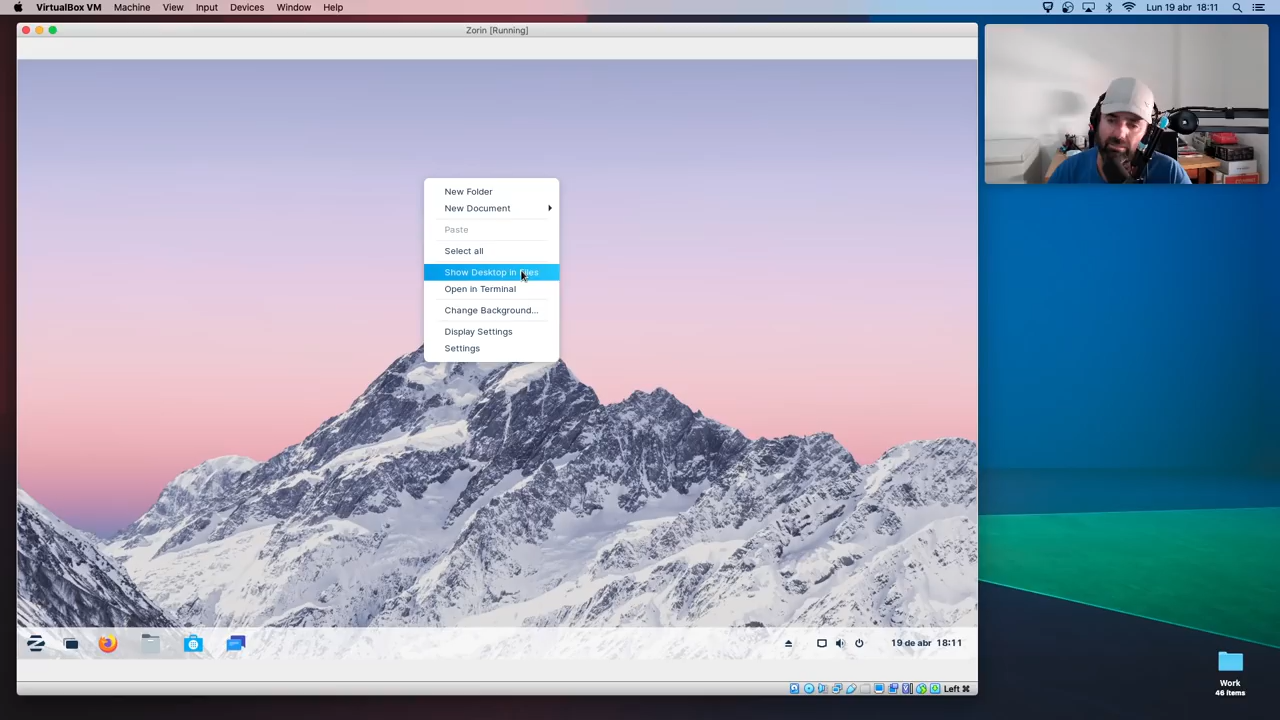 VirtualBox VM Machine View Input Devices Window Help Lun 19 abr 18:11
Zorin [Running]
New Folder
New Document
Paste
Select all
Show Desktop in Files
Open in Terminal
Change Background...
Display Settings
Settings
19 de abr 18:11
Left ⌘
Work
46 items